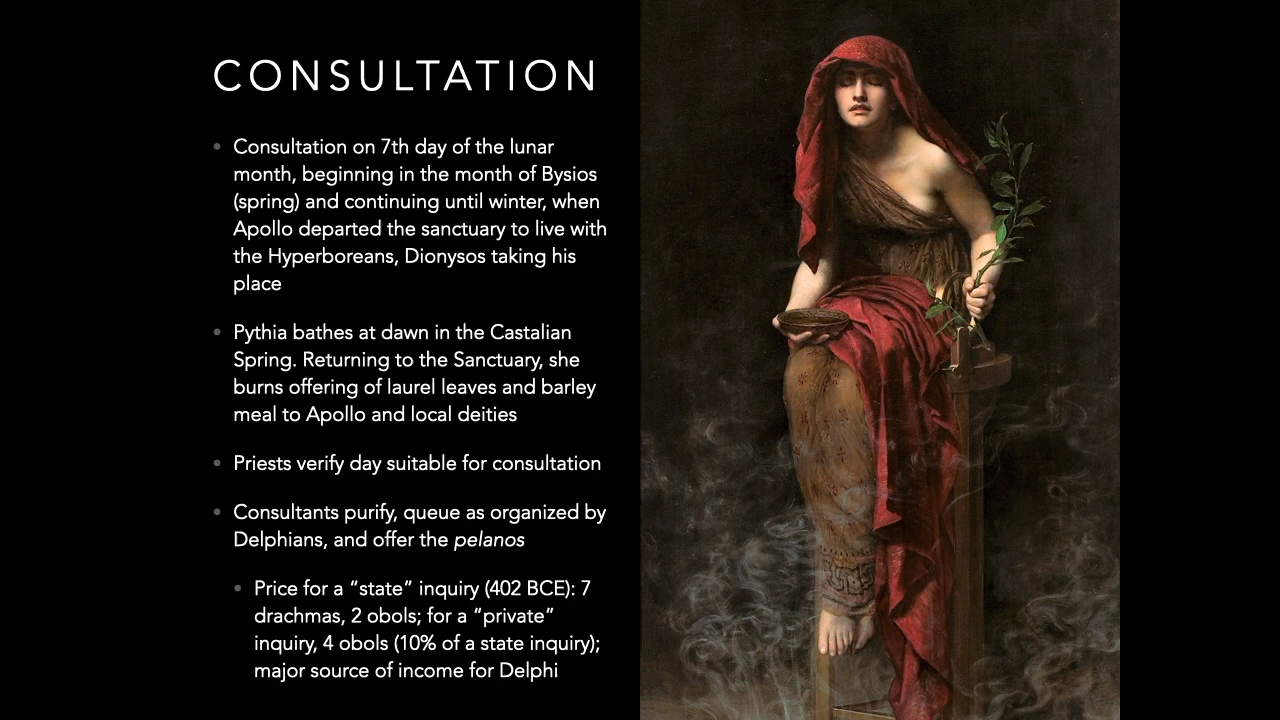 CONSULTATION
• Consultation on 7th day of the lunar
month, beginning in the month of Bysios
(spring) and continuing until winter, when
Apollo departed the sanctuary to live with
the Hyperboreans, Dionysos taking his
place
• Pythia bathes at dawn in the Castalian
Spring. Returning to the Sanctuary, she
burns offering of laurel leaves and barley
meal to Apollo and local deities
• Priests verify day suitable for consultation
• Consultants purify, queue as organized by
Delphians, and offer the pelanos
• Price for a “state” inquiry (402 BCE): 7
drachmas, 2 obols; for a “private”
inquiry, 4 obols (10% of a state inquiry);
major source of income for Delphi